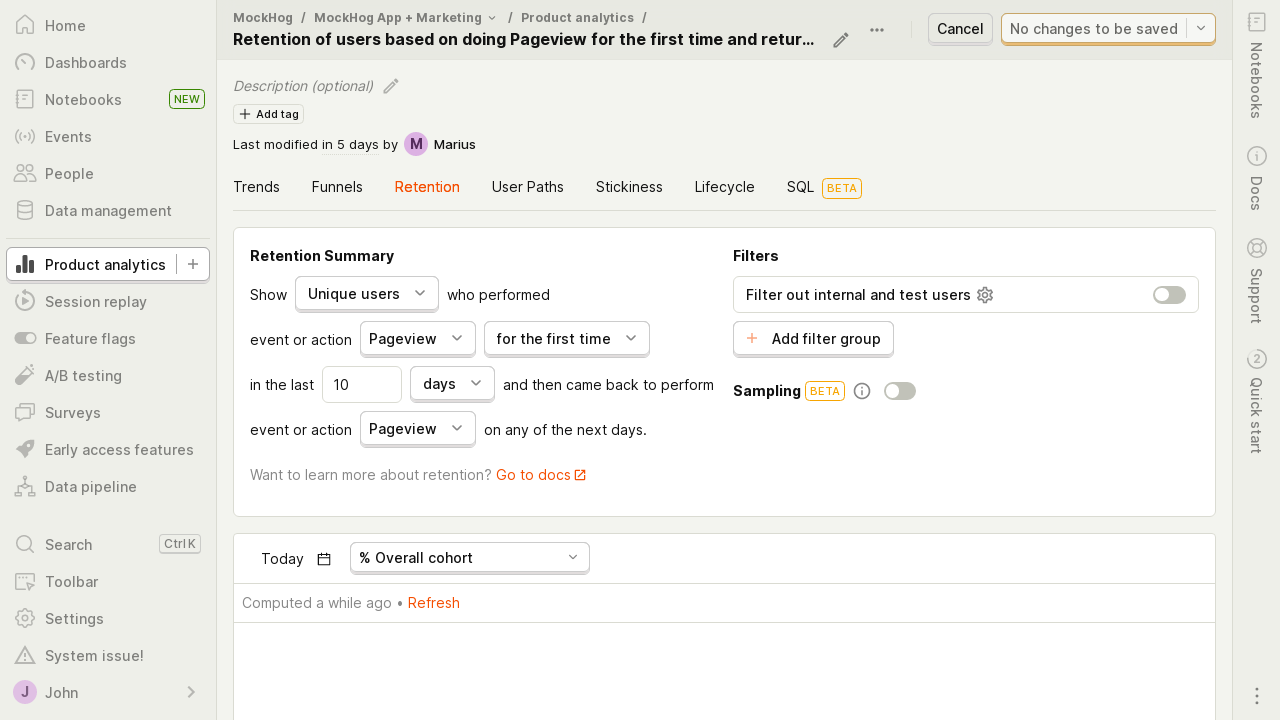 Home
Dashboards
Notebooks NEW
Events
People
Data management
Product analytics
Session replay
Feature flags
A/B testing
Surveys
Early access features
Data pipeline
Search Ctrl K
Toolbar
Settings
System issue!
J John
MockHog / MockHog App + Marketing / Product analytics /
Retention of users based on doing Pageview for the first time and retur...
Cancel
No changes to be saved
Description (optional)
Add tag
Last modified in 5 days by M Marius
Trends Funnels Retention User Paths Stickiness Lifecycle SQL BETA
Retention Summary
Show Unique users who performed
event or action Pageview for the first time
in the last 10 days and then came back to perform
event or action Pageview on any of the next days.
Want to learn more about retention? Go to docs
Filters
Filter out internal and test users
Add filter group
Sampling BETA
Today % Overall cohort
Computed a while ago • Refresh
Notebooks
Docs
Support
2
Quick start